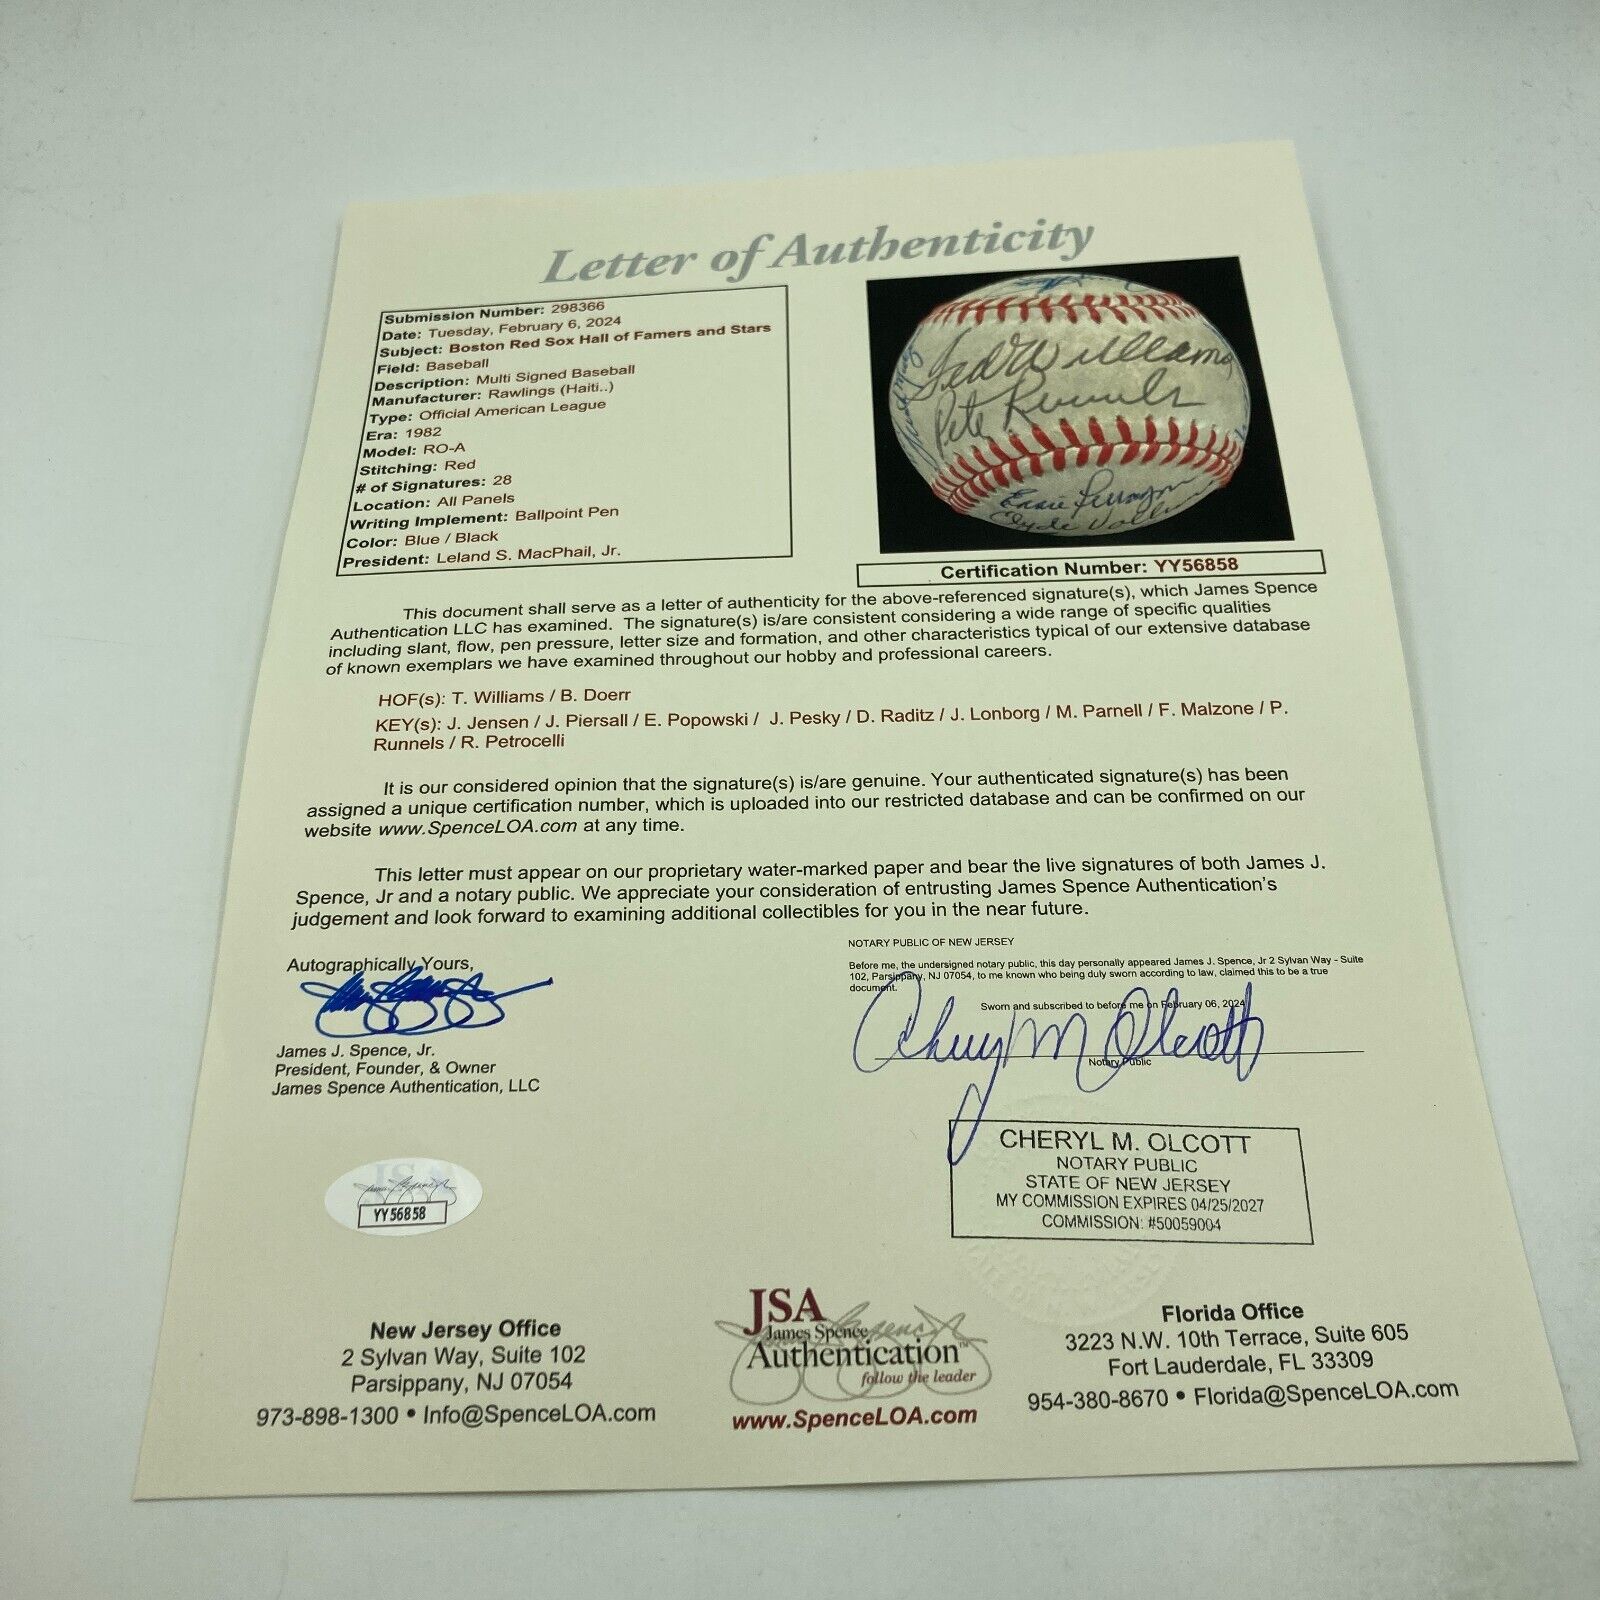 Letter of Authenticity
Submission Number: 298366
Date: Tuesday, February 6, 2024
Subject: Boston Red Sox Hall of Famers and Stars
Field: Baseball
Description: Multi Signed Baseball
Manufacturer: Rawlings (Haiti..)
Type: Official American League
Era: 1982
Model: RO-A
Stitching: Red
# of Signatures: 28
Location: All Panels
Writing Implement: Ballpoint Pen
Color: Blue / Black
President: Leland S. MacPhail, Jr.
Ted Williams
Pete Runnels
Certification Number: YY56858
This document shall serve as a letter of authenticity for the above-referenced signature(s), which James Spence
Authentication LLC has examined. The signature(s) is/are consistent considering a wide range of specific qualities
including slant, flow, pen pressure, letter size and formation, and other characteristics typical of our extensive database
of known exemplars we have examined throughout our hobby and professional careers.
HOF(s): T. Williams / B. Doerr
KEY(s): J. Jensen / J. Piersall / E. Popowski / J. Pesky / D. Raditz / J. Lonborg / M. Parnell / F. Malzone / P.
Runnels / R. Petrocelli
It is our considered opinion that the signature(s) is/are genuine. Your authenticated signature(s) has been
assigned a unique certification number, which is uploaded into our restricted database and can be confirmed on our
website www.SpenceLOA.com at any time.
This letter must appear on our proprietary water-marked paper and bear the live signatures of both James J.
Spence, Jr and a notary public. We appreciate your consideration of entrusting James Spence Authentication's
judgement and look forward to examining additional collectibles for you in the near future.
NOTARY PUBLIC OF NEW JERSEY
Before me, the undersigned notary public, this day personally appeared James J. Spence, Jr 2 Sylvan Way - Suite
102, Parsippany, NJ 07054, to me known who being duly sworn according to law, claimed this to be a true
document.
Sworn and subscribed to before me on February 06, 2024
Cheryl M Olcott
Notary Public
Autographically Yours,
James J. Spence, Jr.
President, Founder, & Owner
James Spence Authentication, LLC
CHERYL M. OLCOTT
NOTARY PUBLIC
STATE OF NEW JERSEY
MY COMMISSION EXPIRES 04/25/2027
COMMISSION: #50059004
JSA
YY56858
New Jersey Office
2 Sylvan Way, Suite 102
Parsippany, NJ 07054
973-898-1300 • Info@SpenceLOA.com
JSA
James Spence
Authentication™
follow the leader
www.SpenceLOA.com
Florida Office
3223 N.W. 10th Terrace, Suite 605
Fort Lauderdale, FL 33309
954-380-8670 • Florida@SpenceLOA.com